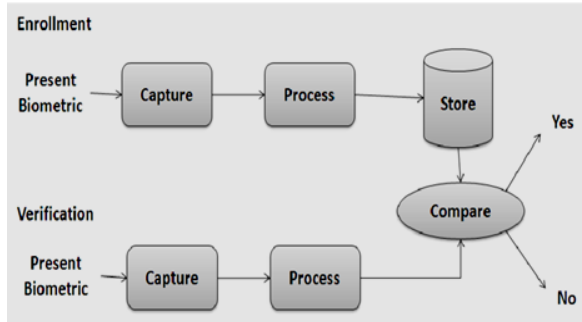 Enrollment
Present
Biometric
Capture
Process
Store
Yes
Compare
Verification
Present
Biometric
Capture
Process
No